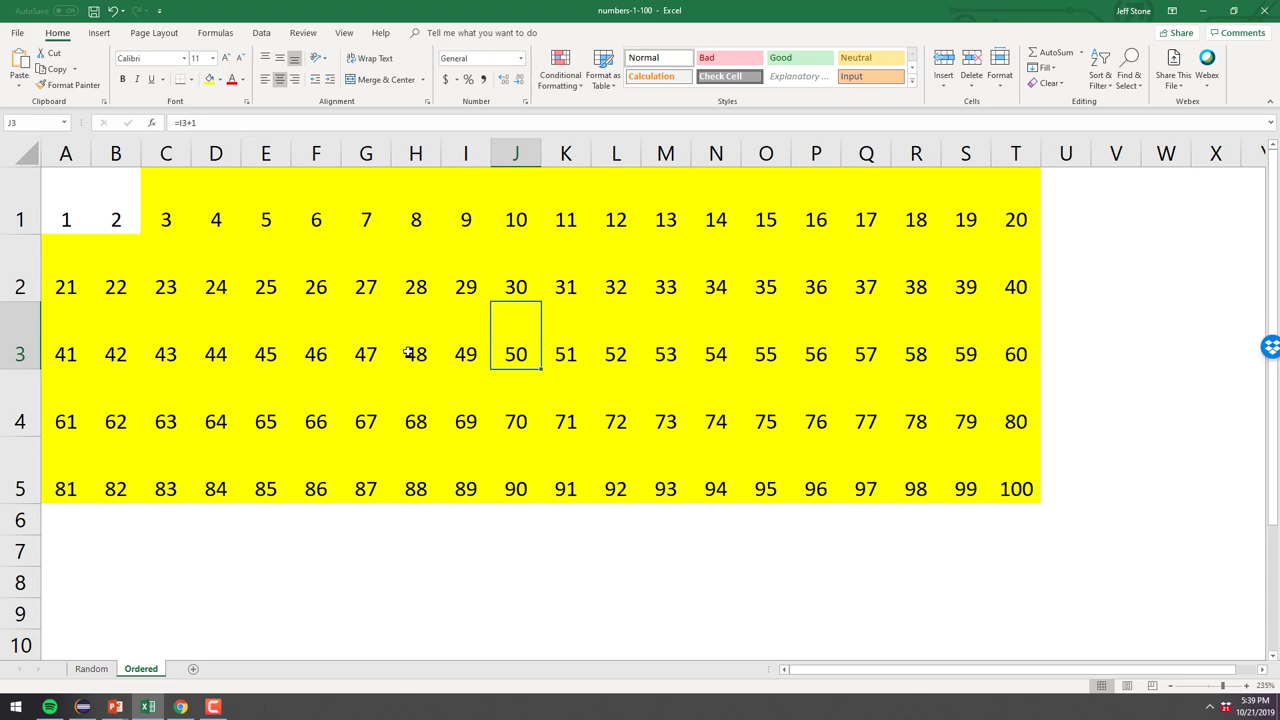 AutoSave Off numbers-1-100 - Excel Jeff Stone
File Home Insert Page Layout Formulas Data Review View Help Tell me what you want to do Share Comments
Paste Cut Copy Format Painter Clipboard
Calibri 11 B I U A A A Font
Wrap Text Merge & Center Alignment
General $ % , Number
Conditional Formatting Format as Table Normal Bad Good Neutral Calculation Check Cell Explanatory ... Input Styles
Insert Delete Format Cells
AutoSum Fill Clear Sort & Filter Find & Select Editing
Share This File Webex Webex
J3 fx =I3+1
A B C D E F G H I J K L M N O P Q R S T U V W X
1 1 2 3 4 5 6 7 8 9 10 11 12 13 14 15 16 17 18 19 20
2 21 22 23 24 25 26 27 28 29 30 31 32 33 34 35 36 37 38 39 40
3 41 42 43 44 45 46 47 48 49 50 51 52 53 54 55 56 57 58 59 60
4 61 62 63 64 65 66 67 68 69 70 71 72 73 74 75 76 77 78 79 80
5 81 82 83 84 85 86 87 88 89 90 91 92 93 94 95 96 97 98 99 100
6
7
8
9
10
Random Ordered
235%
5:39 PM
10/21/2019